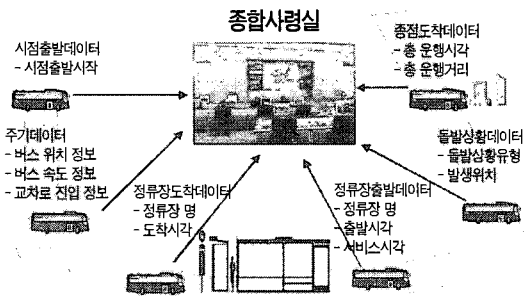 종합사령실
시점출발데이터
- 시점출발시작
종점도착데이터
- 총 운행시각
- 총 운행거리
주기데이터
- 버스 위치 정보
- 버스 속도 정보
- 교차로 진입 정보
돌발상황데이터
- 돌발상황유형
- 발생위치
정류장도착데이터
- 정류장 명
- 도착시각
정류장출발데이터
- 정류장 명
- 출발시각
- 서비스시각